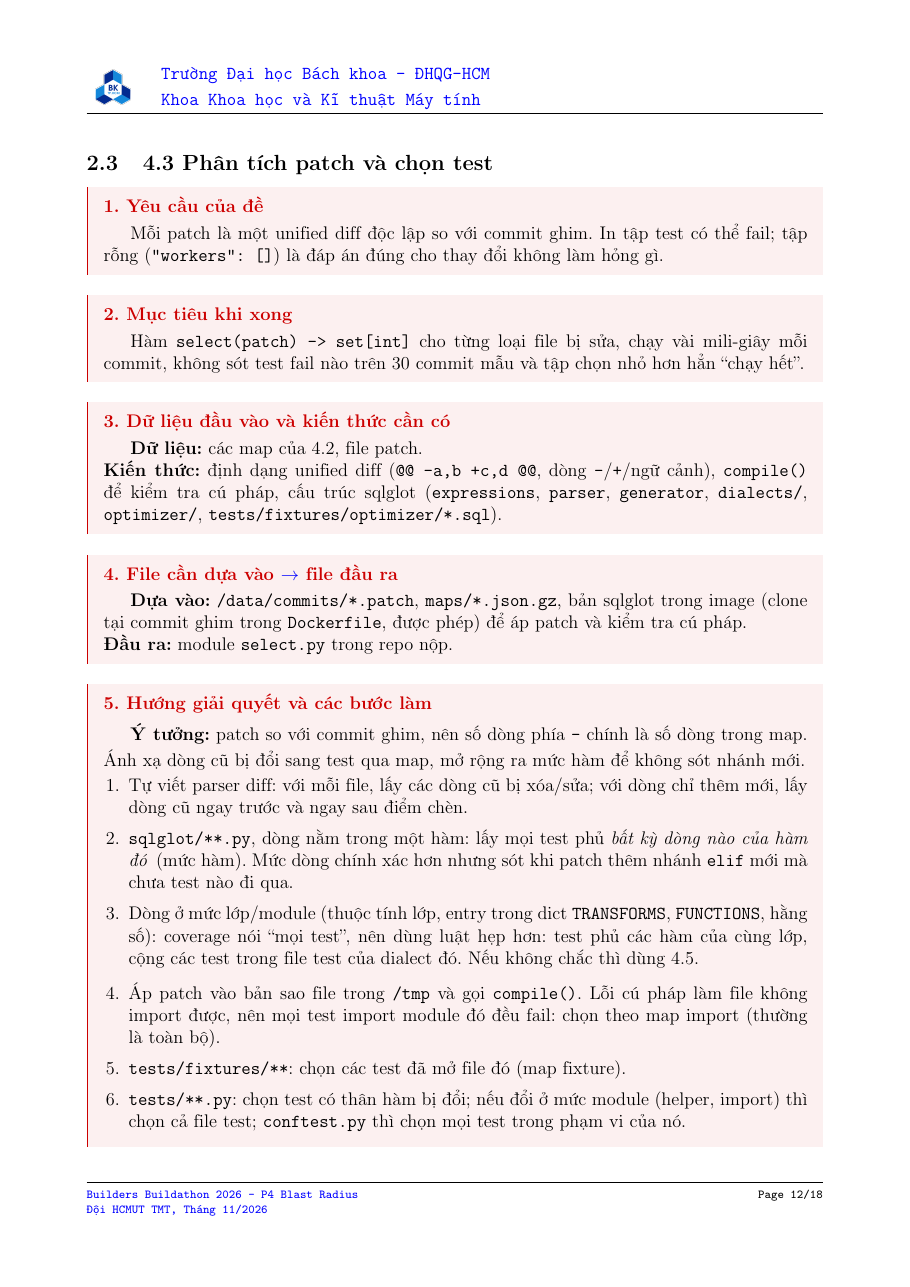 Trường Đại học Bách khoa - ĐHQG-HCM
Khoa Khoa học và Kĩ thuật Máy tính
BK
2.3 4.3 Phân tích patch và chọn test
1. Yêu cầu của đề
Mỗi patch là một unified diff độc lập so với commit ghim. In tập test có thể fail; tập
rỗng ("workers": []) là đáp án đúng cho thay đổi không làm hỏng gì.
2. Mục tiêu khi xong
Hàm select(patch) -> set[int] cho từng loại file bị sửa, chạy vài mili-giây mỗi
commit, không sót test fail nào trên 30 commit mẫu và tập chọn nhỏ hơn hẳn “chạy hết”.
3. Dữ liệu đầu vào và kiến thức cần có
Dữ liệu: các map của 4.2, file patch.
Kiến thức: định dạng unified diff (@@ -a,b +c,d @@, dòng -/+/ngữ cảnh), compile()
để kiểm tra cú pháp, cấu trúc sqlglot (expressions, parser, generator, dialects/,
optimizer/, tests/fixtures/optimizer/*.sql).
4. File cần dựa vào → file đầu ra
Dựa vào: /data/commits/*.patch, maps/*.json.gz, bản sqlglot trong image (clone
tại commit ghim trong Dockerfile, được phép) để áp patch và kiểm tra cú pháp.
Đầu ra: module select.py trong repo nộp.
5. Hướng giải quyết và các bước làm
Ý tưởng: patch so với commit ghim, nên số dòng phía - chính là số dòng trong map.
Ánh xạ dòng cũ bị đổi sang test qua map, mở rộng ra mức hàm để không sót nhánh mới.
1. Tự viết parser diff: với mỗi file, lấy các dòng cũ bị xóa/sửa; với dòng chỉ thêm mới, lấy
dòng cũ ngay trước và ngay sau điểm chèn.
2. sqlglot/**.py, dòng nằm trong một hàm: lấy mọi test phủ bất kỳ dòng nào của hàm
đó (mức hàm). Mức dòng chính xác hơn nhưng sót khi patch thêm nhánh elif mới mà
chưa test nào đi qua.
3. Dòng ở mức lớp/module (thuộc tính lớp, entry trong dict TRANSFORMS, FUNCTIONS, hằng
số): coverage nói “mọi test”, nên dùng luật hẹp hơn: test phủ các hàm của cùng lớp,
cộng các test trong file test của dialect đó. Nếu không chắc thì dùng 4.5.
4. Áp patch vào bản sao file trong /tmp và gọi compile(). Lỗi cú pháp làm file không
import được, nên mọi test import module đó đều fail: chọn theo map import (thường
là toàn bộ).
5. tests/fixtures/**: chọn các test đã mở file đó (map fixture).
6. tests/**.py: chọn test có thân hàm bị đổi; nếu đổi ở mức module (helper, import) thì
chọn cả file test; conftest.py thì chọn mọi test trong phạm vi của nó.
Builders Buildathon 2026 - P4 Blast Radius
Page 12/18
Đội HCMUT TMT, Tháng 11/2026